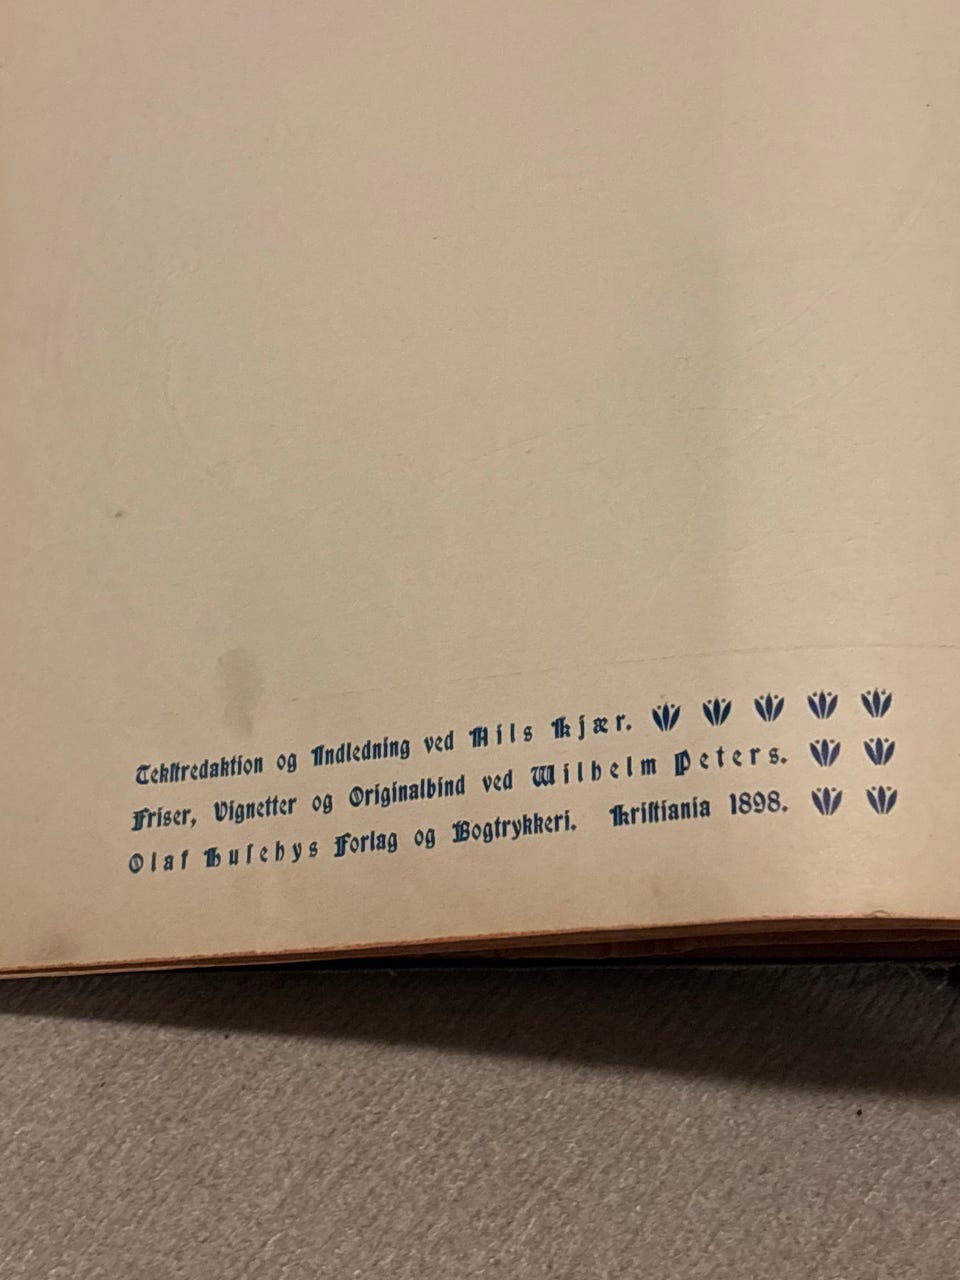 Tekstredaktion og Indledning ved Nils Kjær.
Friser, Vignetter og Originalbind ved Wilhelm Peters.
Olaf Husebys Forlag og Bogtrykkeri. Kristiania 1898.